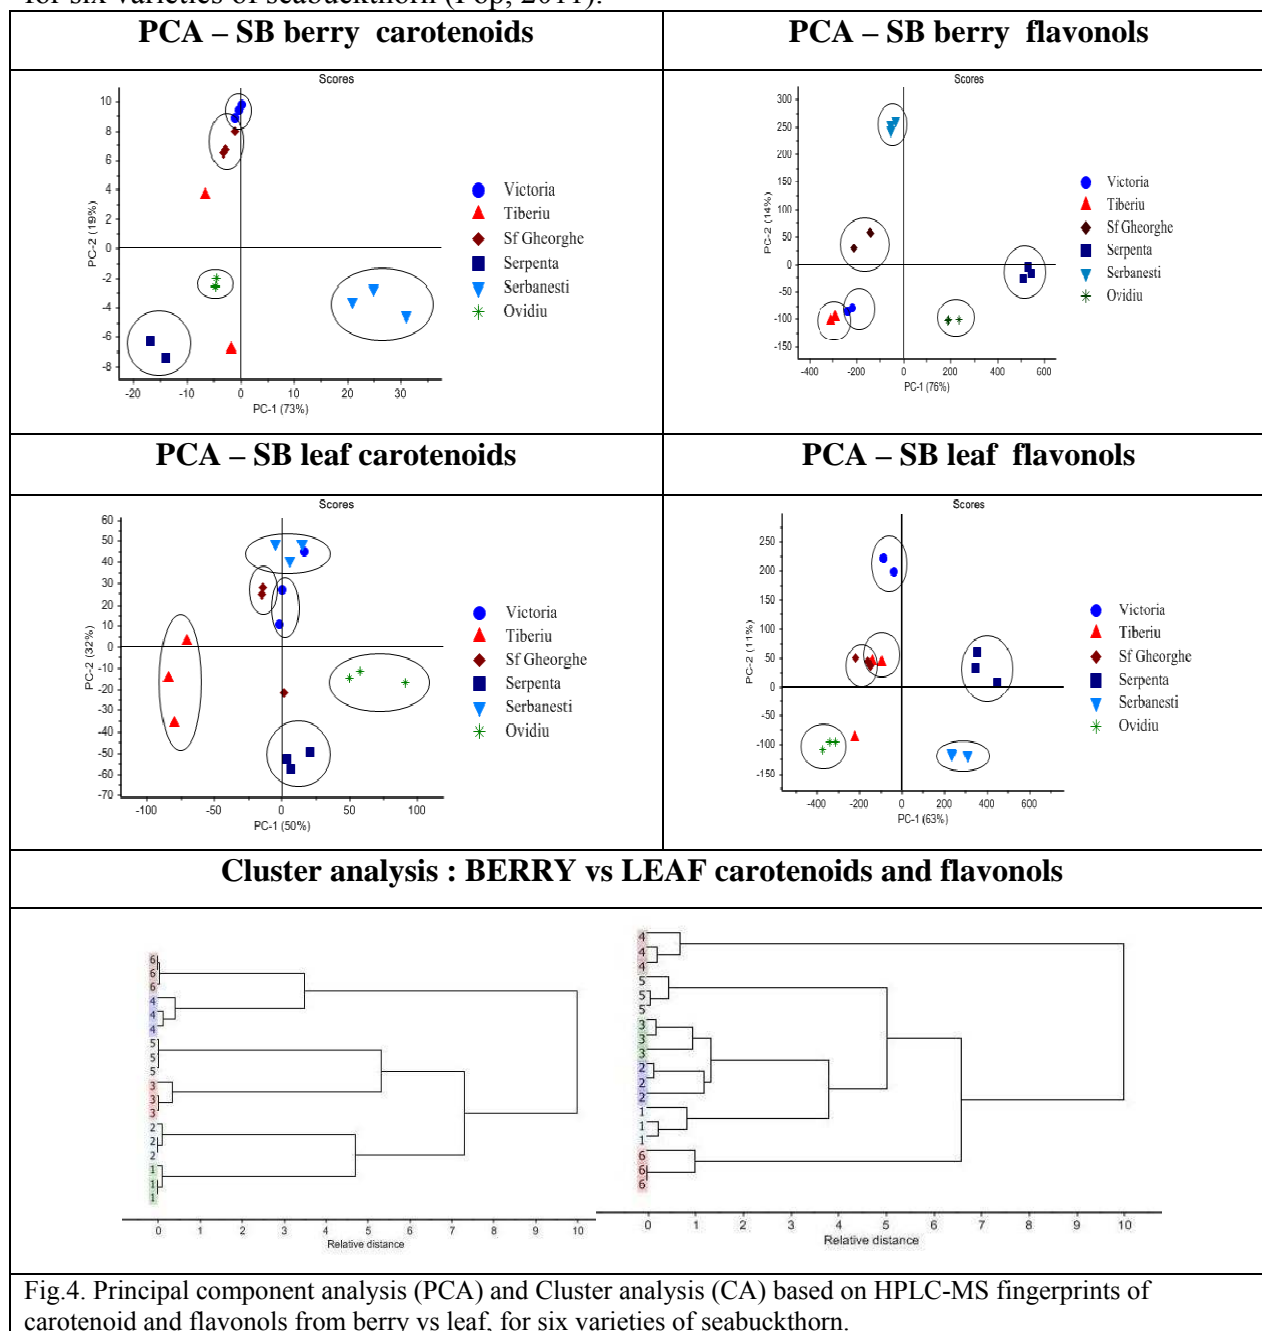 for six varieties of seabuckthorn (Pop, 2011).
PCA – SB berry carotenoids
PCA – SB berry flavonols
Scores
10
8
6
4
2
0
-2
-4
-6
-8
PC-2 (19%)
-20 -10 0 10 20 30
PC-1 (73%)
Victoria
Tiberiu
Sf Gheorghe
Serpenta
Serbanesti
Ovidiu
Scores
300
250
200
150
100
50
0
-50
-100
-150
PC-2 (14%)
-400 -200 0 200 400 600
PC-1 (76%)
Victoria
Tiberiu
Sf Gheorghe
Serpenta
Serbanesti
Ovidiu
PCA – SB leaf carotenoids
PCA – SB leaf flavonols
Scores
60
50
40
30
20
10
0
-10
-20
-30
-40
-50
-60
-70
PC-2 (32%)
-100 -50 0 50 100
PC-1 (50%)
Victoria
Tiberiu
Sf Gheorghe
Serpenta
Serbanesti
Ovidiu
Scores
250
200
150
100
50
0
-50
-100
-150
PC-2 (11%)
-400 -200 0 200 400 600
PC-1 (63%)
Victoria
Tiberiu
Sf Gheorghe
Serpenta
Serbanesti
Ovidiu
Cluster analysis : BERRY vs LEAF carotenoids and flavonols
6
6
6
4
4
4
5
5
5
3
3
3
2
2
2
1
1
1
0 1 2 3 4 5 6 7 8 9 10
Relative distance
4
4
4
5
5
5
3
3
3
2
2
2
1
1
1
6
6
6
0 1 2 3 4 5 6 7 8 9 10
Relative distance
Fig.4. Principal component analysis (PCA) and Cluster analysis (CA) based on HPLC-MS fingerprints of
carotenoid and flavonols from berry vs leaf, for six varieties of seabuckthorn.